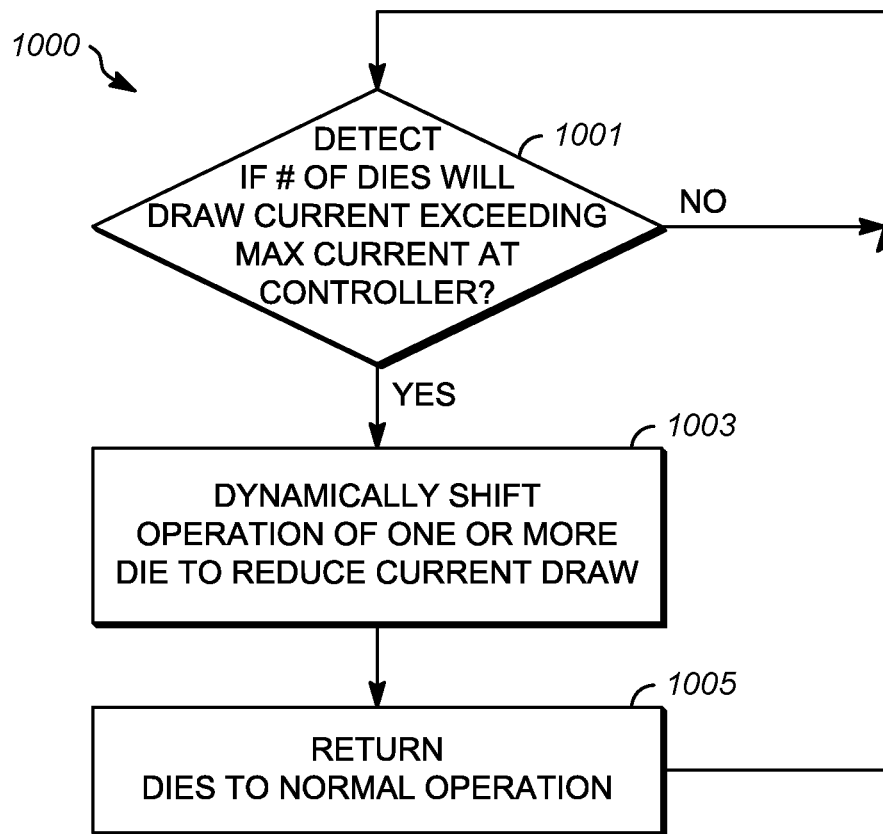 1000
1001
DETECT
IF # OF DIES WILL
DRAW CURRENT EXCEEDING
MAX CURRENT AT
CONTROLLER?
NO
YES
1003
DYNAMICALLY SHIFT
OPERATION OF ONE OR MORE
DIE TO REDUCE CURRENT DRAW
1005
RETURN
DIES TO NORMAL OPERATION